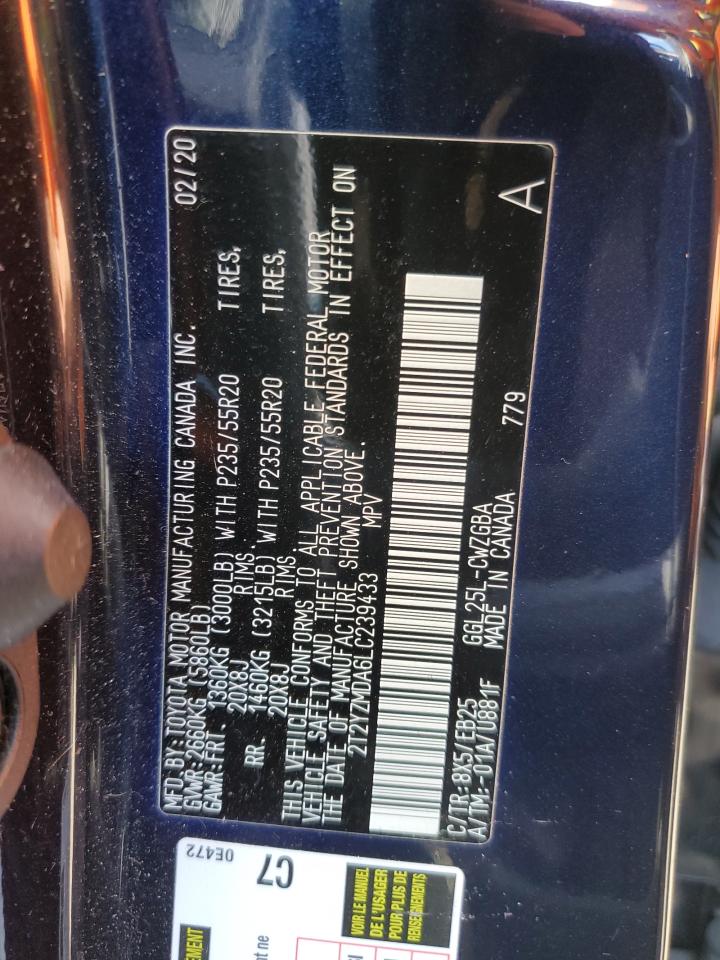 MFD. BY: TOYOTA MOTOR MANUFACTURING CANADA INC. 02/20
GVWR: 2660KG (5860LB)
GAWR: FRT. 1360KG (3000LB) WITH P235/55R20 TIRES,
20X8J RIMS.
RR. 1460KG (3215LB) WITH P235/55R20 TIRES,
20X8J RIMS.
THIS VEHICLE CONFORMS TO ALL APPLICABLE FEDERAL MOTOR
VEHICLE SAFETY AND THEFT PREVENTION STANDARDS IN EFFECT ON
THE DATE OF MANUFACTURE SHOWN ABOVE.
2T2YZMDA6LC239433 MPV
C/TR: 8X5/EB25 GGL25L-CWZGBA
A/TM: -01A/U881F MADE IN CANADA 779
A
0E472
C7
VOIR LE MANUEL
DE L'USAGER
POUR PLUS DE
RENSEIGNEMENTS